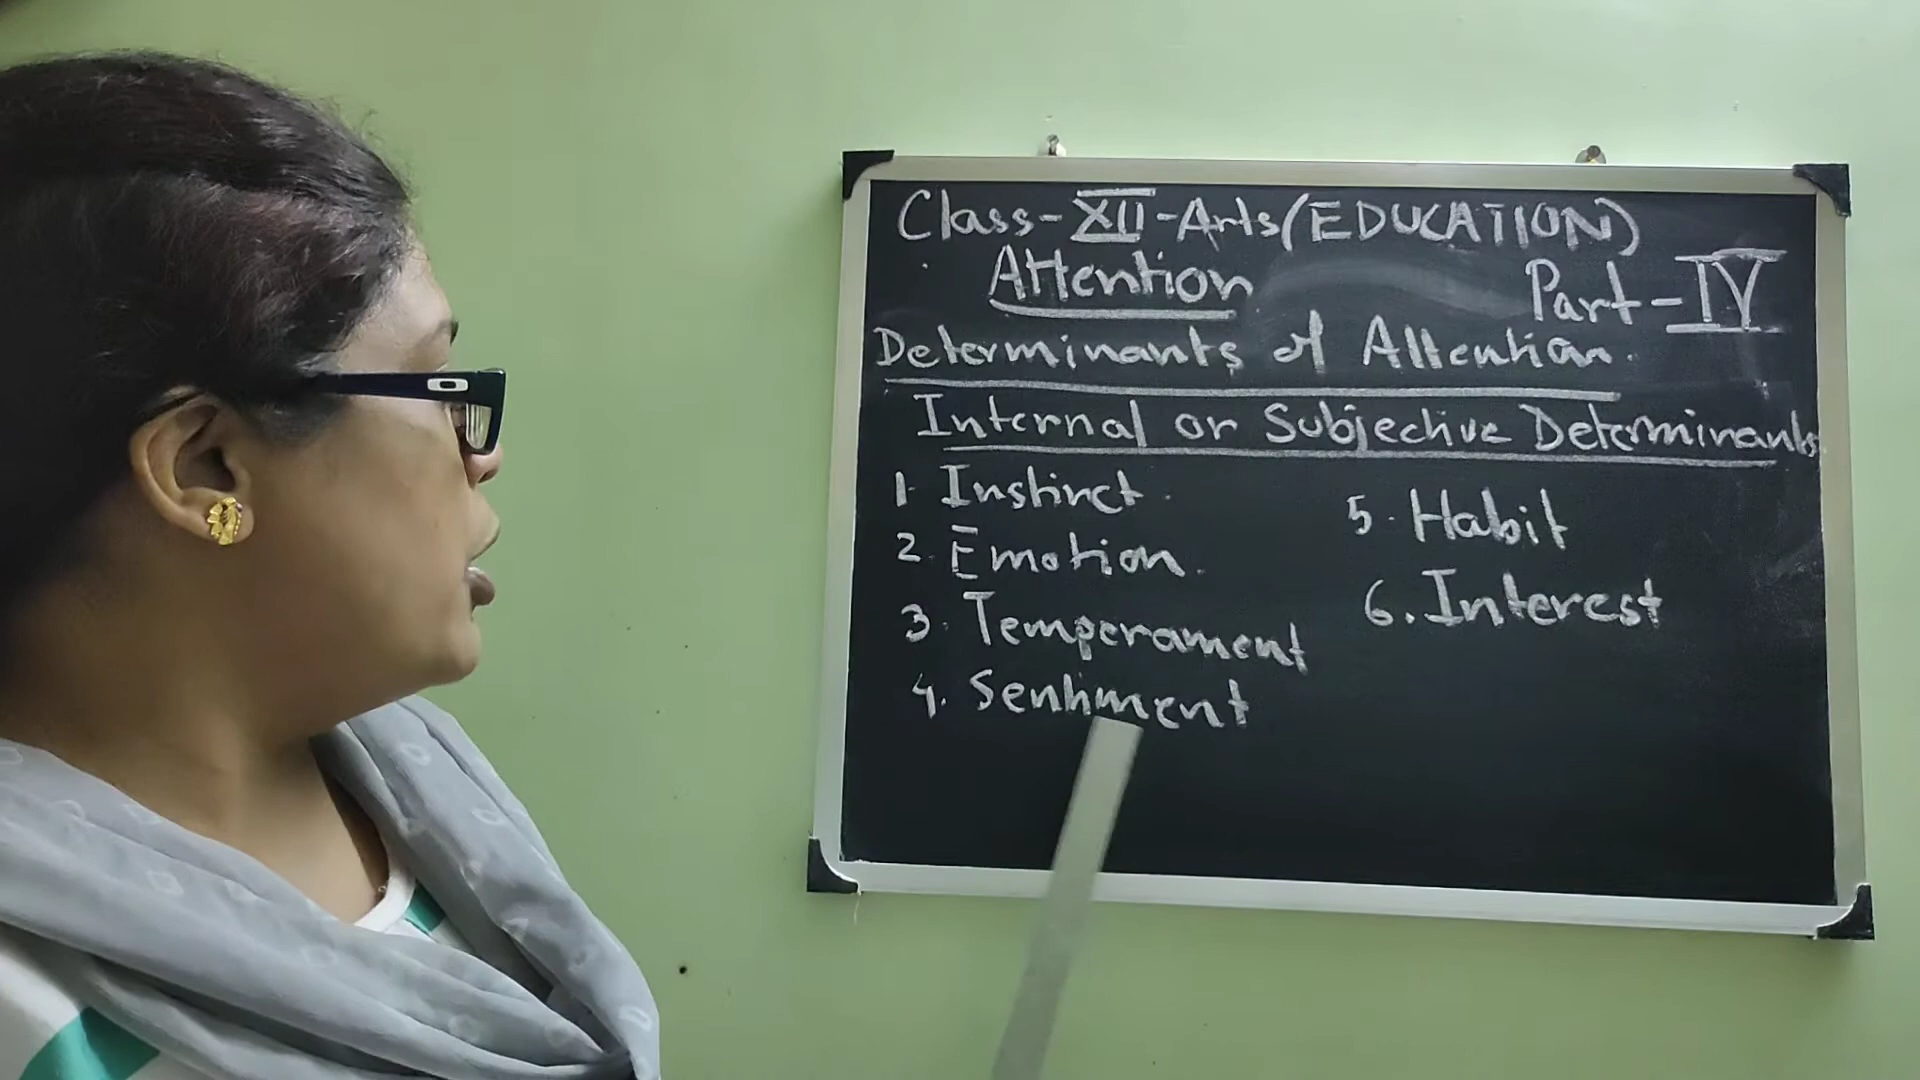 Class-XII-Arts (EDUCATION)
Attention
Part-IV
Determinants of Attention.
Internal or Subjective Determinants
1. Instinct.
2. Emotion.
3. Temperament
4. Sentiment
5. Habit
6. Interest